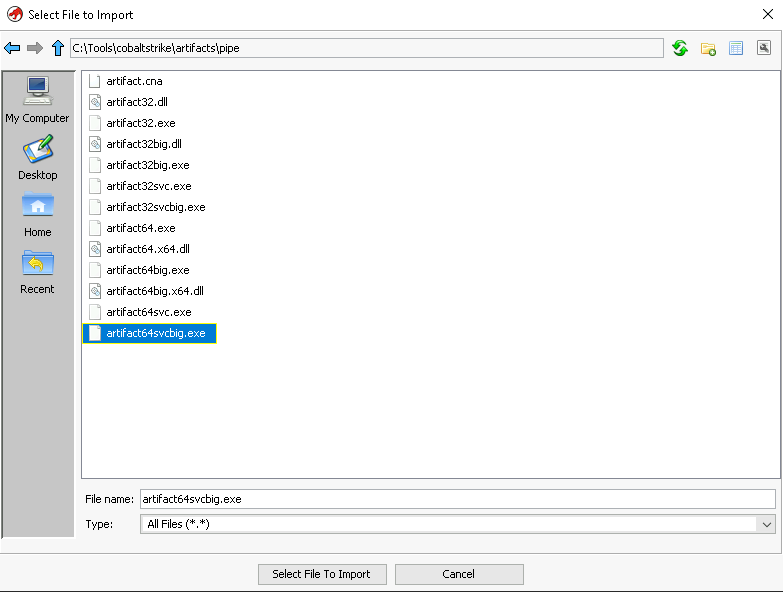 Select File to Import
C:\Tools\cobaltstrike\artifacts\pipe
My Computer
Desktop
Home
Recent
artifact.cna
artifact32.dll
artifact32.exe
artifact32big.dll
artifact32big.exe
artifact32svc.exe
artifact32svcbig.exe
artifact64.exe
artifact64.x64.dll
artifact64big.exe
artifact64big.x64.dll
artifact64svc.exe
artifact64svcbig.exe
File name: artifact64svcbig.exe
Type: All Files (*.*)
Select File To Import Cancel